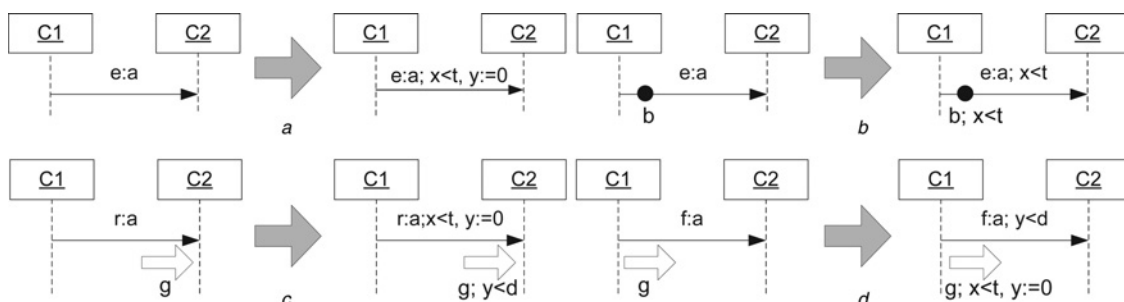 C1 C2 C1 C2 C1 C2 C1 C2
e:a e:a; x<t, y:=0 e:a e:a; x<t
b b; x<t
a b
C1 C2 C1 C2 C1 C2 C1 C2
r:a r:a;x<t, y:=0 f:a f:a; y<d
g g; y<d g g; x<t, y:=0
c d